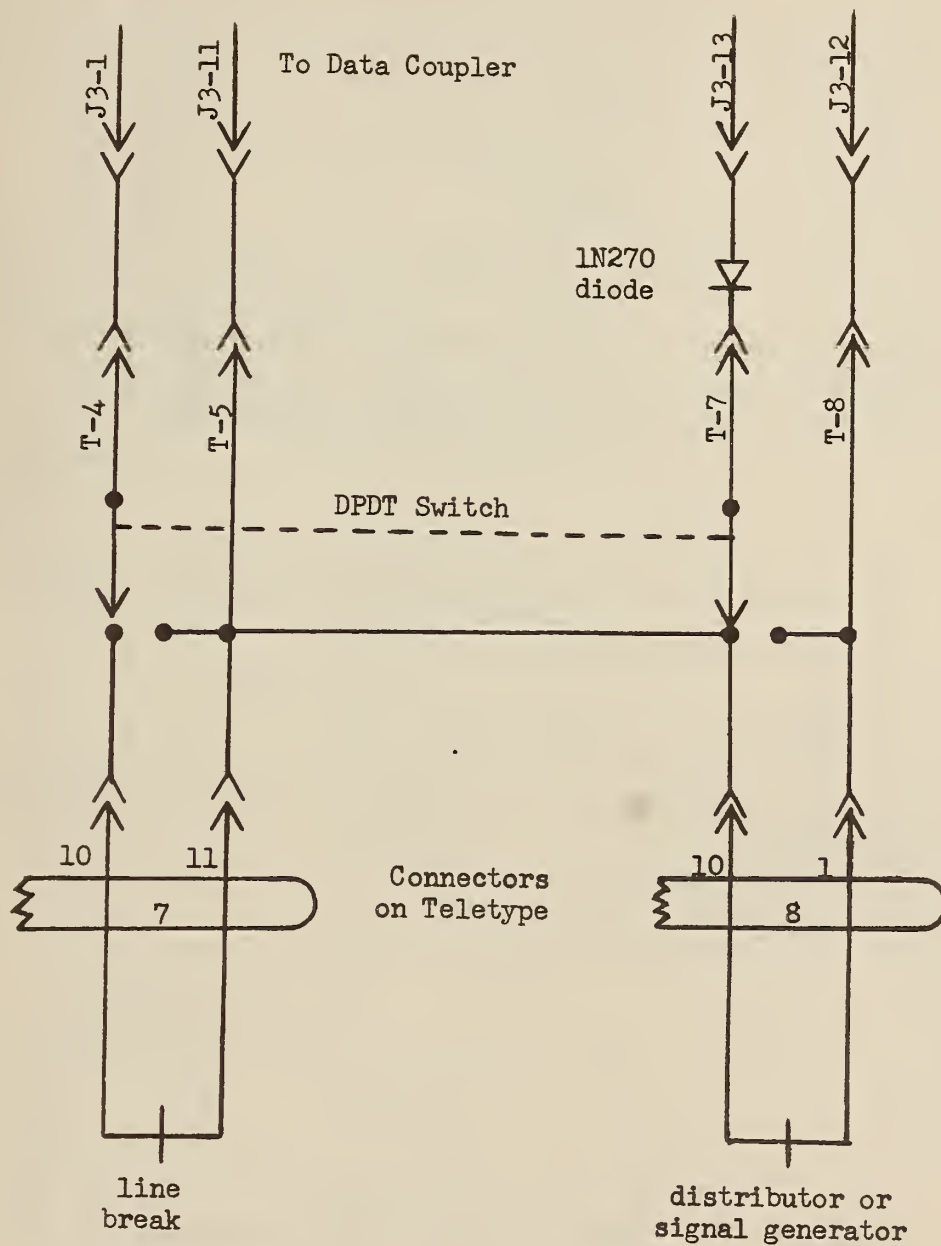 J3-1
J3-11
To Data Coupler
J3-13
J3-12
1N270
diode
T-4
T-5
T-7
T-8
DPDT Switch
10
11
10
1
Connectors
on Teletype
7
8
line
break
distributor or
signal generator